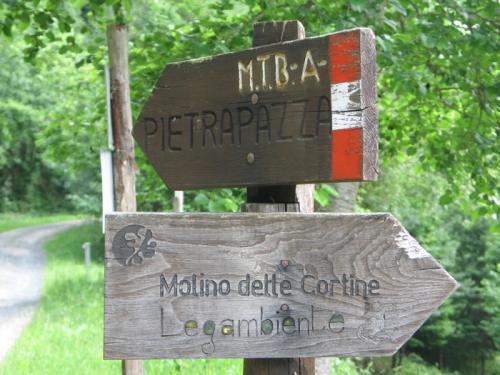 M.T.B.-A-
PIETRAPAZZA
Molino delle Cortine
Legambiente